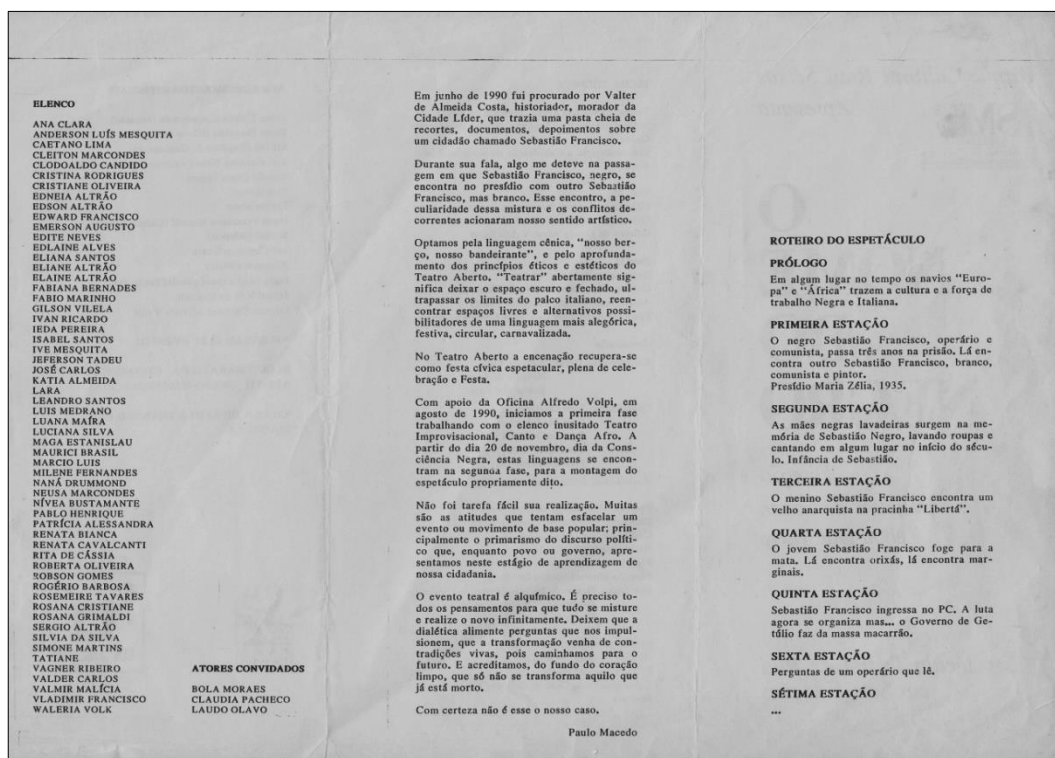 ELENCO
ANA CLARA
ANDERSON LUÍS MESQUITA
CAETANO LIMA
CLEITON MARCONDES
CLODOALDO CANDIDO
CRISTINA RODRIGUES
CRISTIANE OLIVEIRA
EDNEIA ALTRÃO
EDSON ALTRÃO
EDWARD FRANCISCO
EMERSON AUGUSTO
EDITE NEVES
EDLAINE ALVES
ELIANA SANTOS
ELIANE ALTRÃO
ELAINE ALTRÃO
FABIANA BERNADES
FABIO MARINHO
GILSON VILELA
IVAN RICARDO
IEDA PEREIRA
ISABEL SANTOS
IVE MESQUITA
JEFERSON TADEU
JOSÉ CARLOS
KATIA ALMEIDA
LARA
LEANDRO SANTOS
LUIS MEDRANO
LUANA MAÍRA
LUCIANA SILVA
MAGA ESTANISLAU
MAURICI BRASIL
MARCIO LUIS
MILENE FERNANDES
NANÁ DRUMMOND
NEUSA MARCONDES
NÍVEA BUSTAMANTE
PABLO HENRIQUE
PATRÍCIA ALESSANDRA
RENATA BIANCA
RENATA CAVALCANTI
RITA DE CÁSSIA
ROBERTA OLIVEIRA
ROBSON GOMES
ROGÉRIO BARBOSA
ROSEMEIRE TAVARES
ROSANA CRISTIANE
ROSANA GRIMALDI
SERGIO ALTRÃO
SILVIA DA SILVA
SIMONE MARTINS
TATIANE
VAGNER RIBEIRO
VALDER CARLOS
VALMIR MALÍCIA
VLADIMIR FRANCISCO
WALERIA VOLK
ATORES CONVIDADOS
BOLA MORAES
CLAUDIA PACHECO
LAUDO OLAVO
Em junho de 1990 fui procurado por Valter
de Almeida Costa, historiador, morador da
Cidade Líder, que trazia uma pasta cheia de
recortes, documentos, depoimentos sobre
um cidadão chamado Sebastião Francisco.
Durante sua fala, algo me deteve na passa-
gem em que Sebastião Francisco, negro, se
encontra no presídio com outro Sebastião
Francisco, mas branco. Esse encontro, a pe-
culiaridade dessa mistura e os conflitos de-
correntes acionaram nosso sentido artístico.
Optamos pela linguagem cênica, "nosso ber-
ço, nosso bandeirante", e pelo aprofunda-
mento dos princípios éticos e estéticos do
Teatro Aberto. "Teatrar" abertamente sig-
nifica deixar o espaço escuro e fechado, ul-
trapassar os limites do palco italiano, reen-
contrar espaços livres e alternativos possi-
bilitadores de uma linguagem mais alegórica,
festiva, circular, carnavalizada.
No Teatro Aberto a encenação recupera-se
como festa cívica espetacular, plena de cele-
bração e Festa.
Com apoio da Oficina Alfredo Volpi, em
agosto de 1990, iniciamos a primeira fase
trabalhando com o elenco inusitado Teatro
Improvisacional, Canto e Dança Afro. A
partir do dia 20 de novembro, dia da Cons-
ciência Negra, estas linguagens se encon-
tram na segunda fase, para a montagem do
espetáculo propriamente dito.
Não foi tarefa fácil sua realização. Muitas
são as atitudes que tentam esfacelar um
evento ou movimento de base popular; prin-
cipalmente o primarismo do discurso políti-
co que, enquanto povo ou governo, apre-
sentamos neste estágio de aprendizagem de
nossa cidadania.
O evento teatral é alquímico. É preciso to-
dos os pensamentos para que tudo se misture
e realize o novo infinitamente. Deixem que a
dialética alimente perguntas que nos impul-
sionem, que a transformação venha de con-
tradições vivas, pois caminhamos para o
futuro. E acreditamos, do fundo do coração
limpo, que só não se transforma aquilo que
já está morto.
Com certeza não é esse o nosso caso.
Paulo Macedo
ROTEIRO DO ESPETÁCULO
PRÓLOGO
Em algum lugar no tempo os navios "Euro-
pa" e "África" trazem a cultura e a força de
trabalho Negra e Italiana.
PRIMEIRA ESTAÇÃO
O negro Sebastião Francisco, operário e
comunista, passa três anos na prisão. Lá en-
contra outro Sebastião Francisco, branco,
comunista e pintor.
Presídio Maria Zélia, 1935.
SEGUNDA ESTAÇÃO
As mães negras lavadeiras surgem na me-
mória de Sebastião Negro, lavando roupas e
cantando em algum lugar no início do sécu-
lo. Infância de Sebastião.
TERCEIRA ESTAÇÃO
O menino Sebastião Francisco encontra um
velho anarquista na pracinha "Libertá".
QUARTA ESTAÇÃO
O jovem Sebastião Francisco foge para a
mata. Lá encontra orixás, lá encontra mar-
ginais.
QUINTA ESTAÇÃO
Sebastião Francisco ingressa no PC. A luta
agora se organiza mas... o Governo de Ge-
túlio faz da massa macarrão.
SEXTA ESTAÇÃO
Perguntas de um operário que lê.
SÉTIMA ESTAÇÃO
...